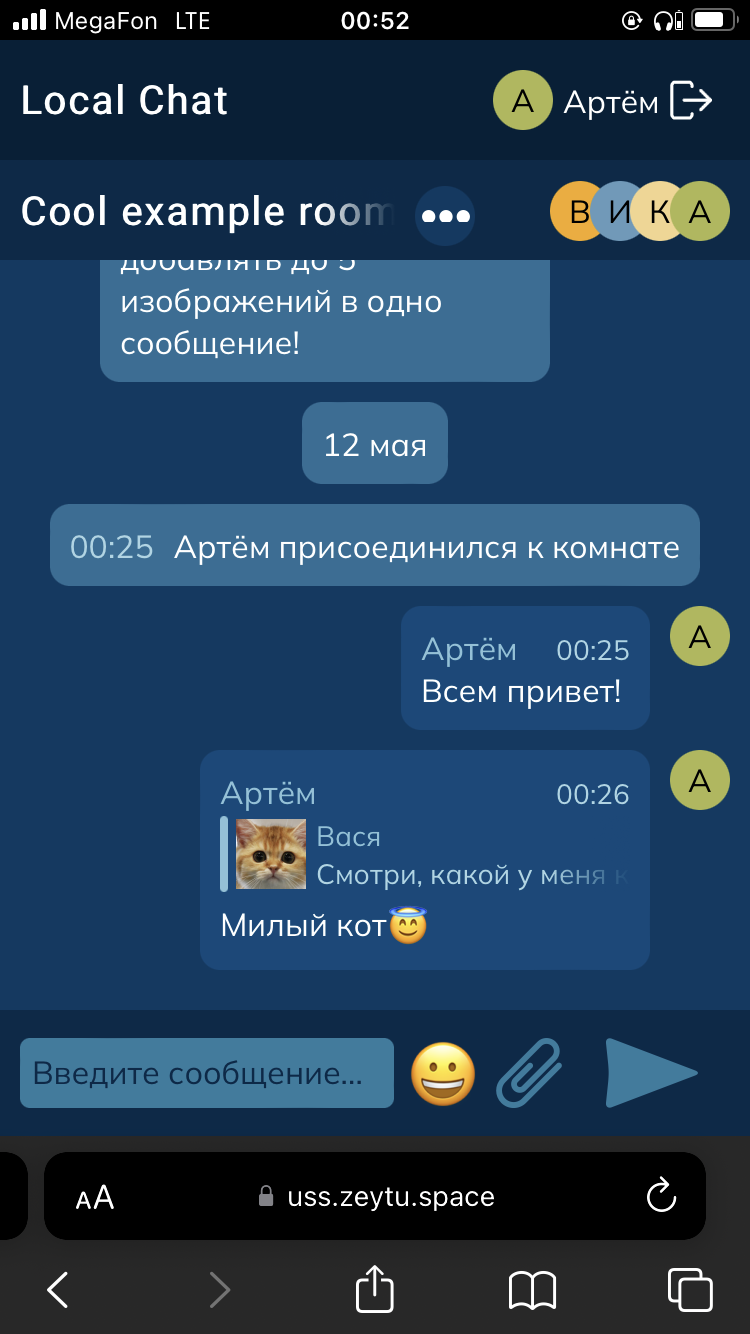 MegaFon LTE 00:52
Local Chat
А Артём
Cool example room
В И К А
добавлять до 5
изображений в одно
сообщение!
12 мая
00:25 Артём присоединился к комнате
Артём 00:25 А
Всем привет!
Артём 00:26 А
Вася
Смотри, какой у меня к
Милый кот😇
Введите сообщение...
AA uss.zeytu.space